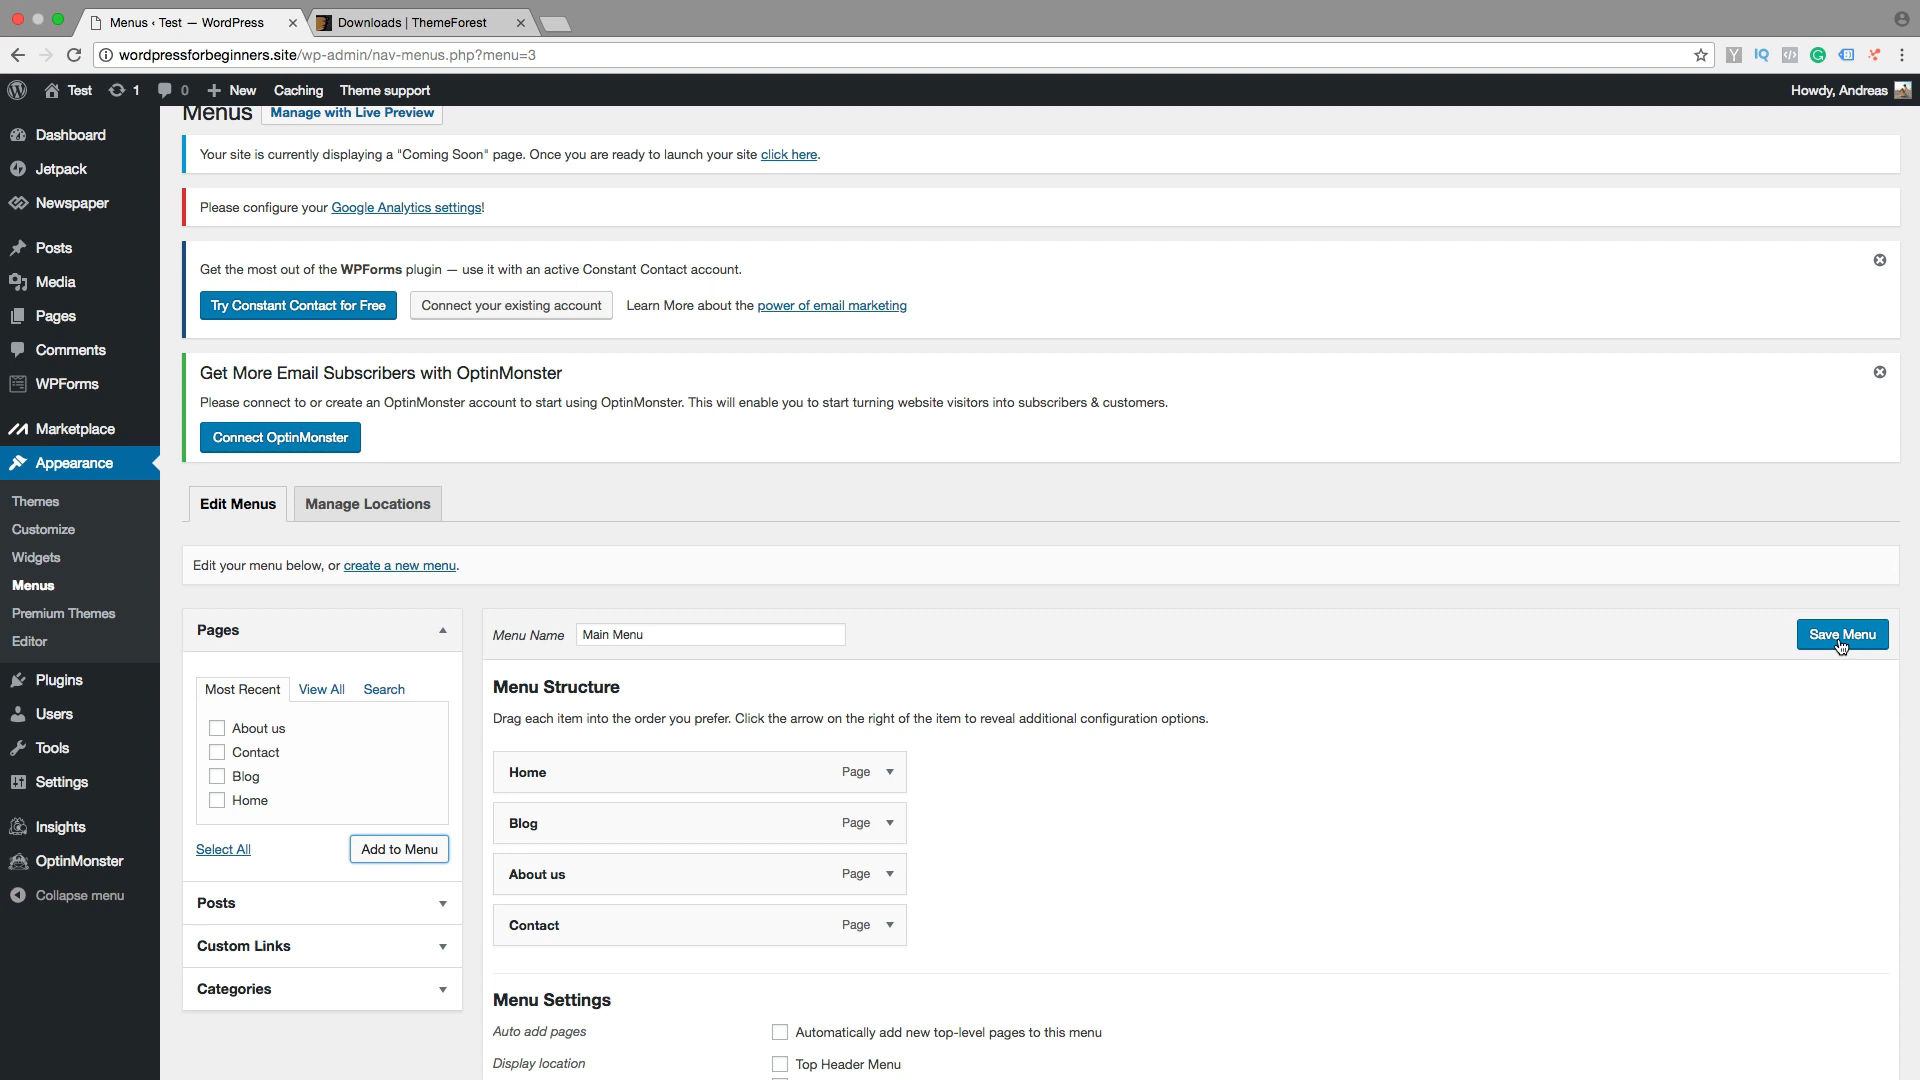 Menus ‹ Test — WordPress
Downloads | ThemeForest
wordpressforbeginners.site/wp-admin/nav-menus.php?menu=3
Test 1 0 New Caching Theme support Howdy, Andreas
Menus Manage with Live Preview
Dashboard
Jetpack
Newspaper
Posts
Media
Pages
Comments
WPForms
Marketplace
Appearance
Themes
Customize
Widgets
Menus
Premium Themes
Editor
Plugins
Users
Tools
Settings
Insights
OptinMonster
Collapse menu
Your site is currently displaying a "Coming Soon" page. Once you are ready to launch your site click here.
Please configure your Google Analytics settings!
Get the most out of the WPForms plugin — use it with an active Constant Contact account.
Try Constant Contact for Free Connect your existing account Learn More about the power of email marketing
Get More Email Subscribers with OptinMonster
Please connect to or create an OptinMonster account to start using OptinMonster. This will enable you to start turning website visitors into subscribers & customers.
Connect OptinMonster
Edit Menus Manage Locations
Edit your menu below, or create a new menu.
Pages
Most Recent View All Search
About us
Contact
Blog
Home
Select All Add to Menu
Posts
Custom Links
Categories
Menu Name Main Menu Save Menu
Menu Structure
Drag each item into the order you prefer. Click the arrow on the right of the item to reveal additional configuration options.
Home Page
Blog Page
About us Page
Contact Page
Menu Settings
Auto add pages Automatically add new top-level pages to this menu
Display location Top Header Menu